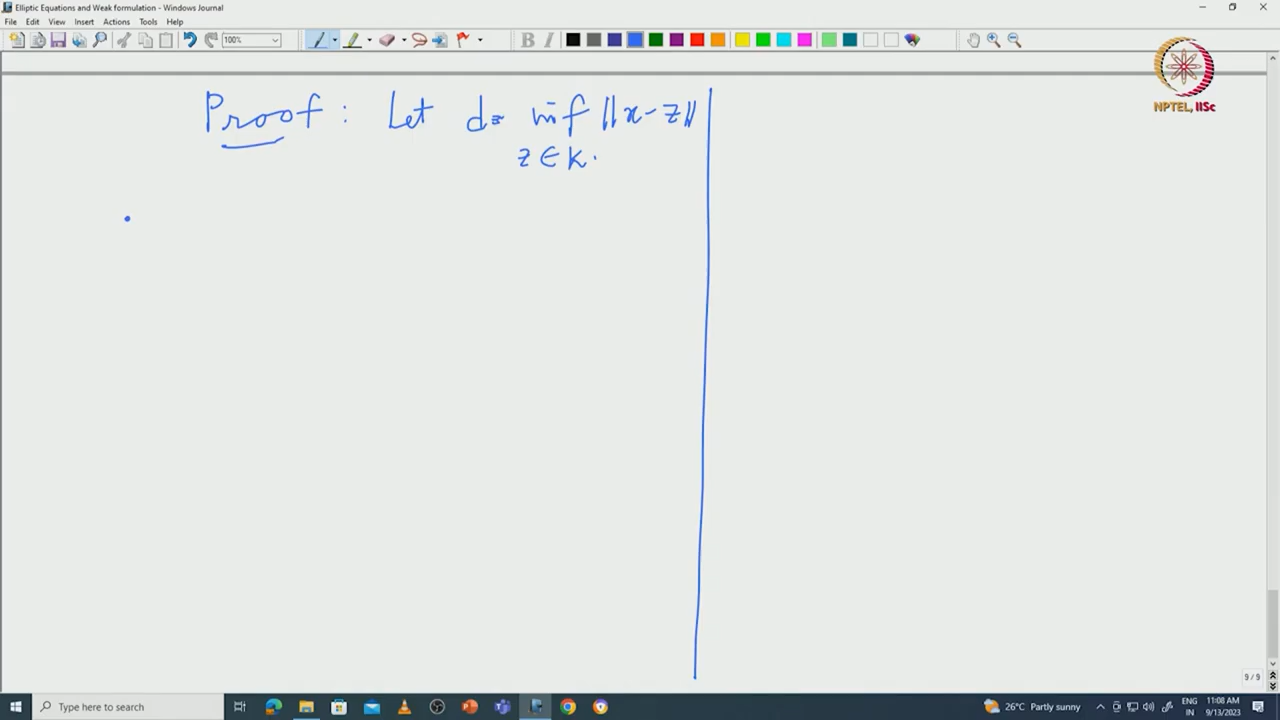 Elliptic Equations and Weak formulation - Windows Journal
File Edit View Insert Actions Tools Help
100%
B I
NPTEL, IISc
Proof : Let d = inf ||x - z||
z ∈ K.
9 / 9
Type here to search
26°C Partly sunny
ENG
IN
11:08 AM
9/13/2023